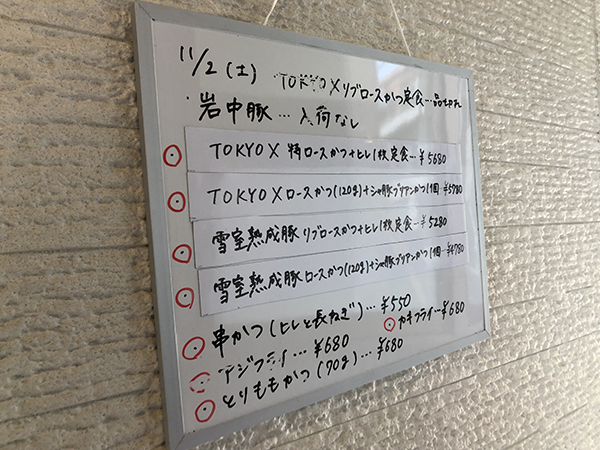 11/2(土) TOKYO X リブロースかつ定食…品切れ
岩中豚…入荷なし
TOKYO X 特ロースかつ+ヒレ1枚定食…¥5680
TOKYO X ロースかつ(120g)+シャ豚ブリアンかつ1個…¥5780
雪室熟成豚リブロースかつ+ヒレ1枚定食…¥5280
雪室熟成豚ロースかつ(120g)+シャ豚ブリアンかつ1個…¥4780
串かつ(ヒレと長ねぎ)…¥550
カキフライ…¥680
アジフライ…¥680
とりももかつ(70g)…¥680